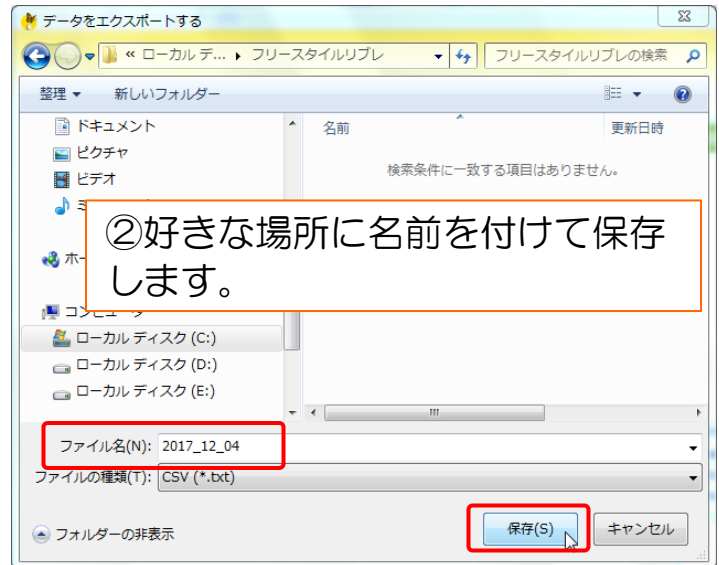 データをエクスポートする
« ローカル デ... ▸ フリースタイルリブレ
フリースタイルリブレの検索
整理 ▼ 新しいフォルダー
ドキュメント
ピクチャ
ビデオ
名前 更新日時
検索条件に一致する項目はありません。
②好きな場所に名前を付けて保存
します。
ローカル ディスク (C:)
ローカル ディスク (D:)
ローカル ディスク (E:)
ファイル名(N): 2017_12_04
ファイルの種類(T): CSV (*.txt)
フォルダーの非表示
保存(S) キャンセル